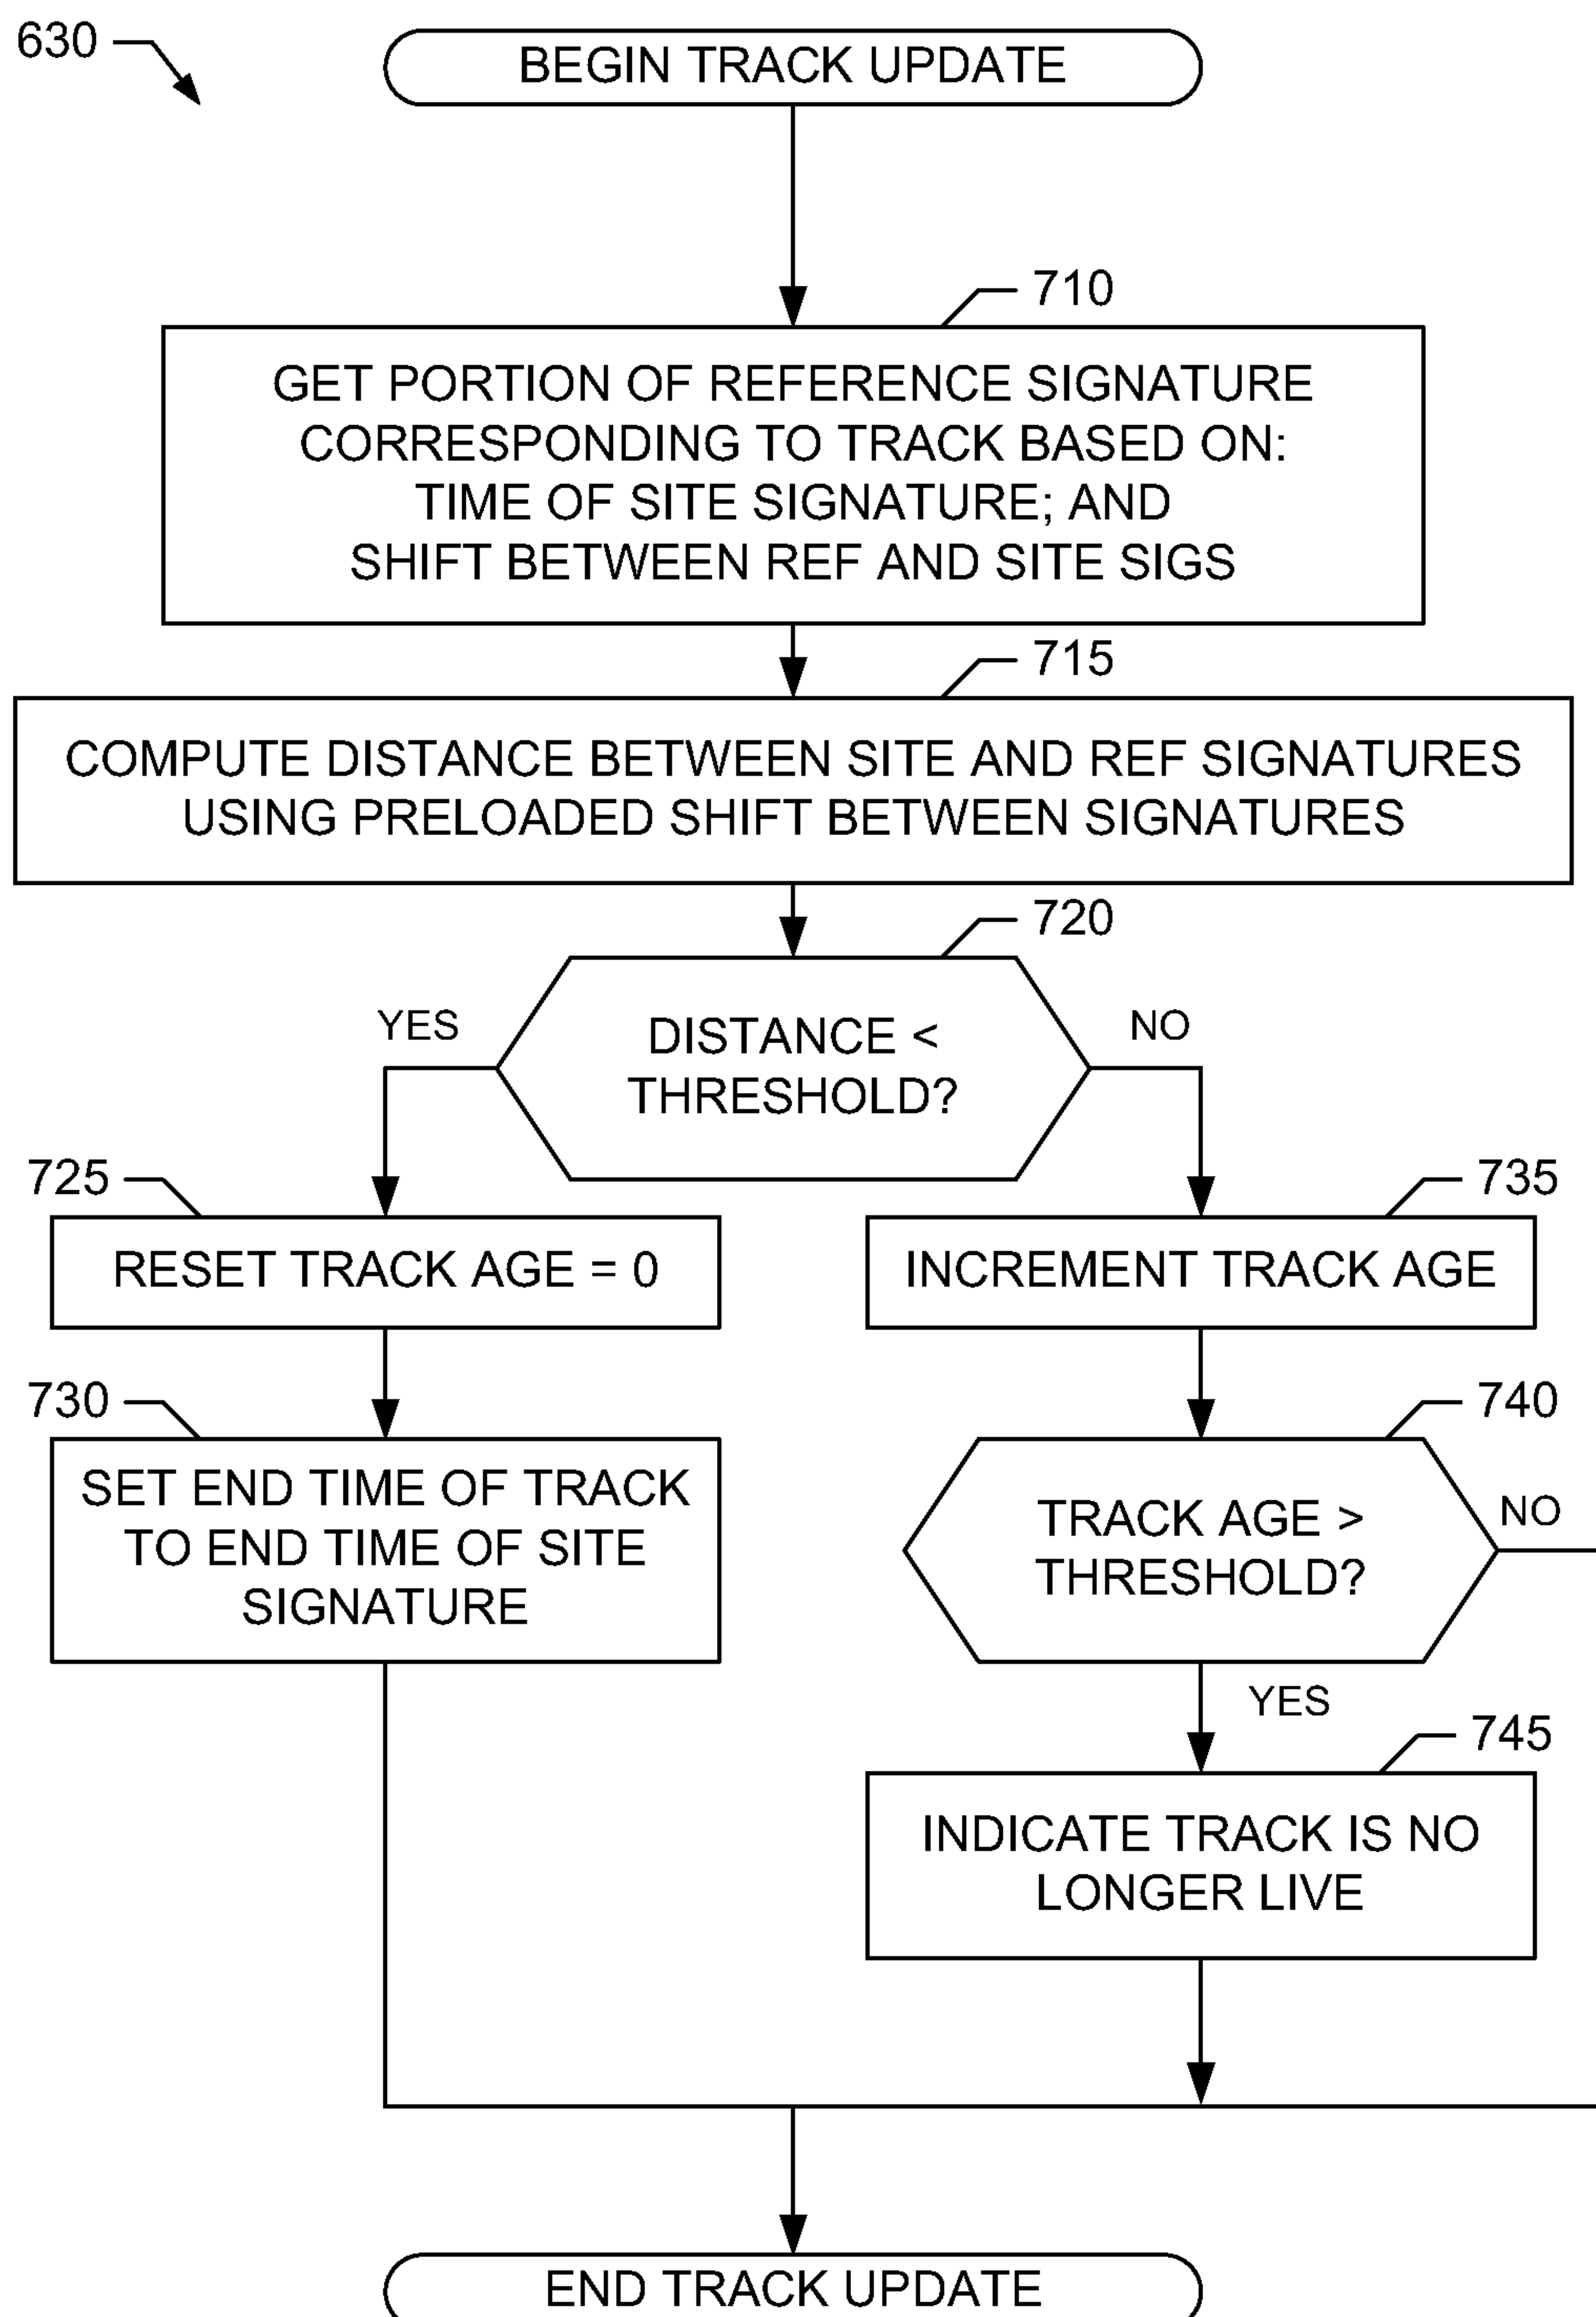 630
BEGIN TRACK UPDATE
710
GET PORTION OF REFERENCE SIGNATURE
CORRESPONDING TO TRACK BASED ON:
TIME OF SITE SIGNATURE; AND
SHIFT BETWEEN REF AND SITE SIGS
715
COMPUTE DISTANCE BETWEEN SITE AND REF SIGNATURES
USING PRELOADED SHIFT BETWEEN SIGNATURES
720
YES
DISTANCE <
THRESHOLD?
NO
725
RESET TRACK AGE = 0
735
INCREMENT TRACK AGE
730
SET END TIME OF TRACK
TO END TIME OF SITE
SIGNATURE
740
TRACK AGE >
THRESHOLD?
NO
YES
745
INDICATE TRACK IS NO
LONGER LIVE
END TRACK UPDATE